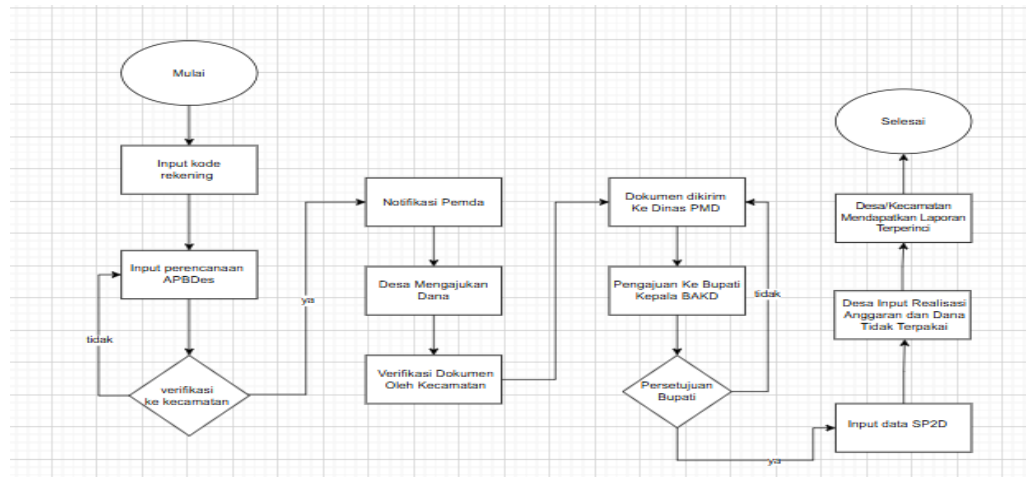 Mulai
Input kode
rekening
Input perencanaan
APBDes
tidak
verifikasi
ke kecamatan
ya
Notifikasi Pemda
Desa Mengajukan
Dana
Verifikasi Dokumen
Oleh Kecamatan
Dokumen dikirim
Ke Dinas PMD
Pengajuan Ke Bupati
Kepala BAKD
tidak
Persetujuan
Bupati
ya
Input data SP2D
Desa Input Realisasi
Anggaran dan Dana
Tidak Terpakai
Desa/Kecamatan
Mendapatkan Laporan
Terperinci
Selesai